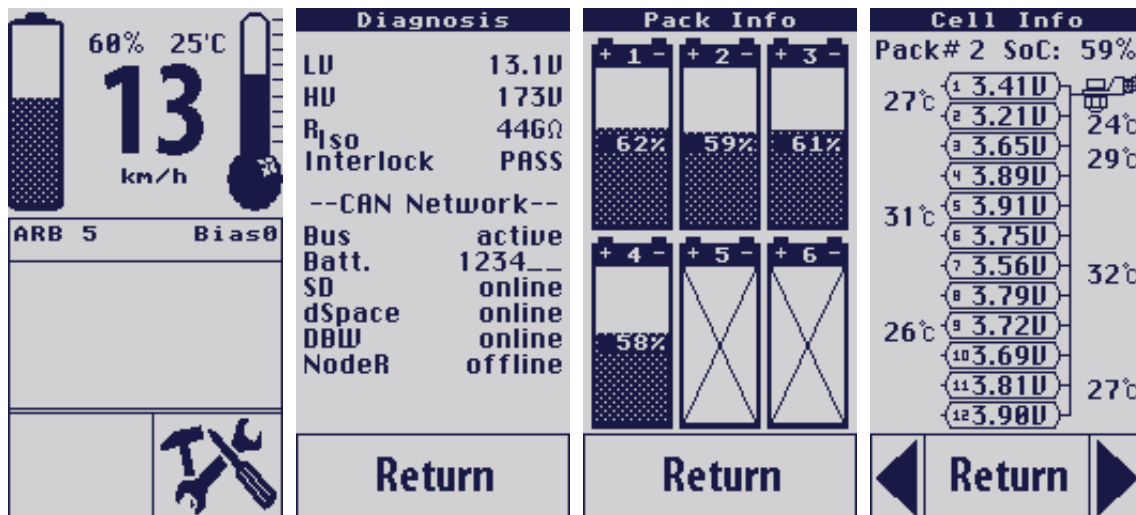 60% 25'C
13
km/h
ARB 5 Bias0
Diagnosis
LV 13.1V
HV 173V
RIso 446Ω
Interlock PASS
--CAN Network--
Bus active
Batt. 1234__
SD online
dSpace online
DBW online
NodeR offline
Return
Pack Info
+ 1 - + 2 - + 3 -
62% 59% 61%
+ 4 - + 5 - + 6 -
58%
Return
Cell Info
Pack# 2 SoC: 59%
27°c 1 3.41V
2 3.21V 24°c
3 3.65V 29°c
4 3.89V
31°c 5 3.91V
6 3.75V
7 3.56V 32°c
8 3.79V
26°c 9 3.72V
10 3.69V
11 3.81V 27°c
12 3.90V
Return